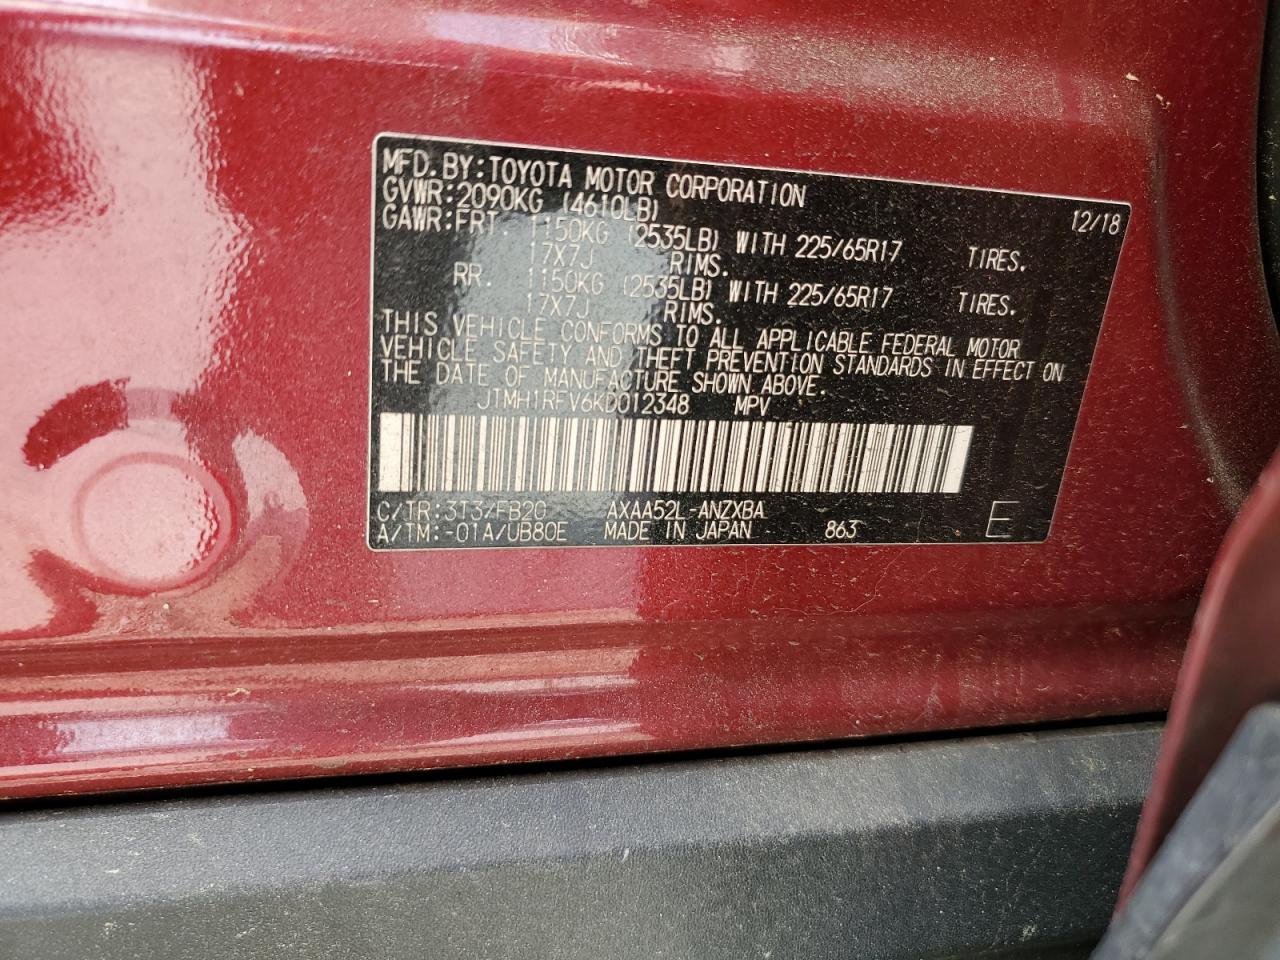 MFD. BY: TOYOTA MOTOR CORPORATION 12/18
GVWR: 2090KG (4610LB)
GAWR: FRT. 1150KG (2535LB) WITH 225/65R17 TIRES.
17X7J RIMS.
RR. 1150KG (2535LB) WITH 225/65R17 TIRES.
17X7J RIMS.
THIS VEHICLE CONFORMS TO ALL APPLICABLE FEDERAL MOTOR
VEHICLE SAFETY AND THEFT PREVENTION STANDARDS IN EFFECT ON
THE DATE OF MANUFACTURE SHOWN ABOVE.
JTMH1RFV6KD012348 MPV
C/TR: 3T3/FB20 AXAA52L-ANZXBA
A/TM: -01A/UB80E MADE IN JAPAN 863 E